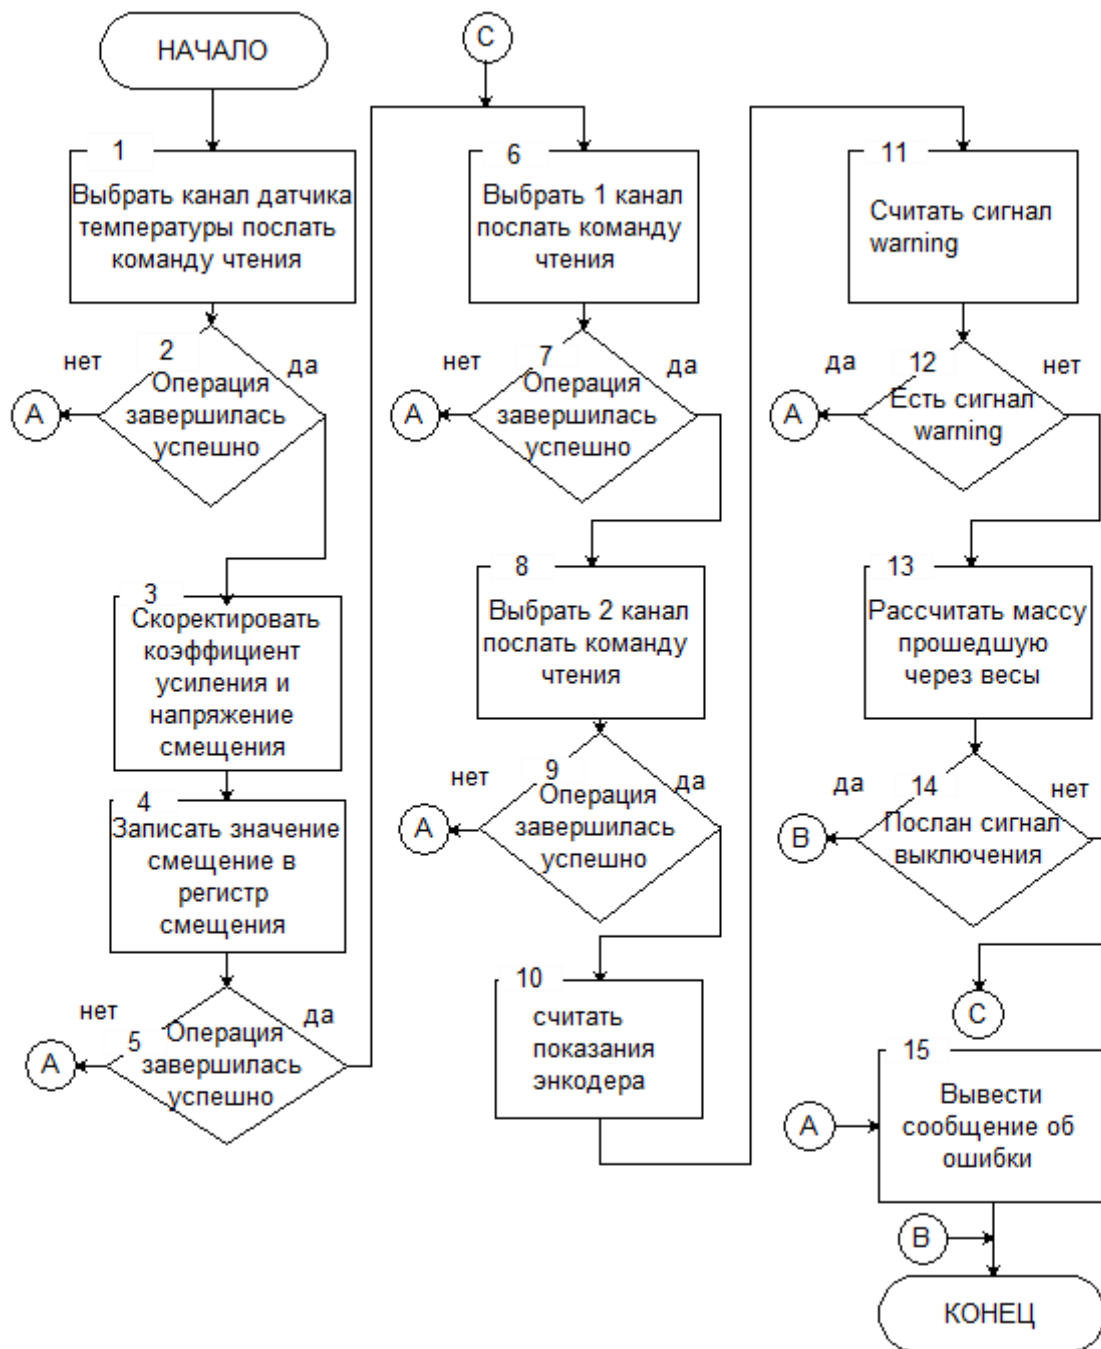 НАЧАЛО
1
Выбрать канал датчика
температуры послать
команду чтения
2
нет
да
Операция
завершилась
успешно
A
3
Скоректировать
коэффициент
усиления и
напряжение
смещения
4
Записать значение
смещение в
регистр
смещения
5
нет
да
Операция
завершилась
успешно
A
C
6
Выбрать 1 канал
послать команду
чтения
7
нет
да
Операция
завершилась
успешно
A
8
Выбрать 2 канал
послать команду
чтения
9
нет
да
Операция
завершилась
успешно
A
10
считать
показания
энкодера
11
Считать сигнал
warning
12
да
нет
Есть сигнал
warning
A
13
Рассчитать массу
прошедшую
через весы
14
да
нет
Послан сигнал
выключения
B
C
15
Вывести
сообщение об
ошибки
A
B
КОНЕЦ